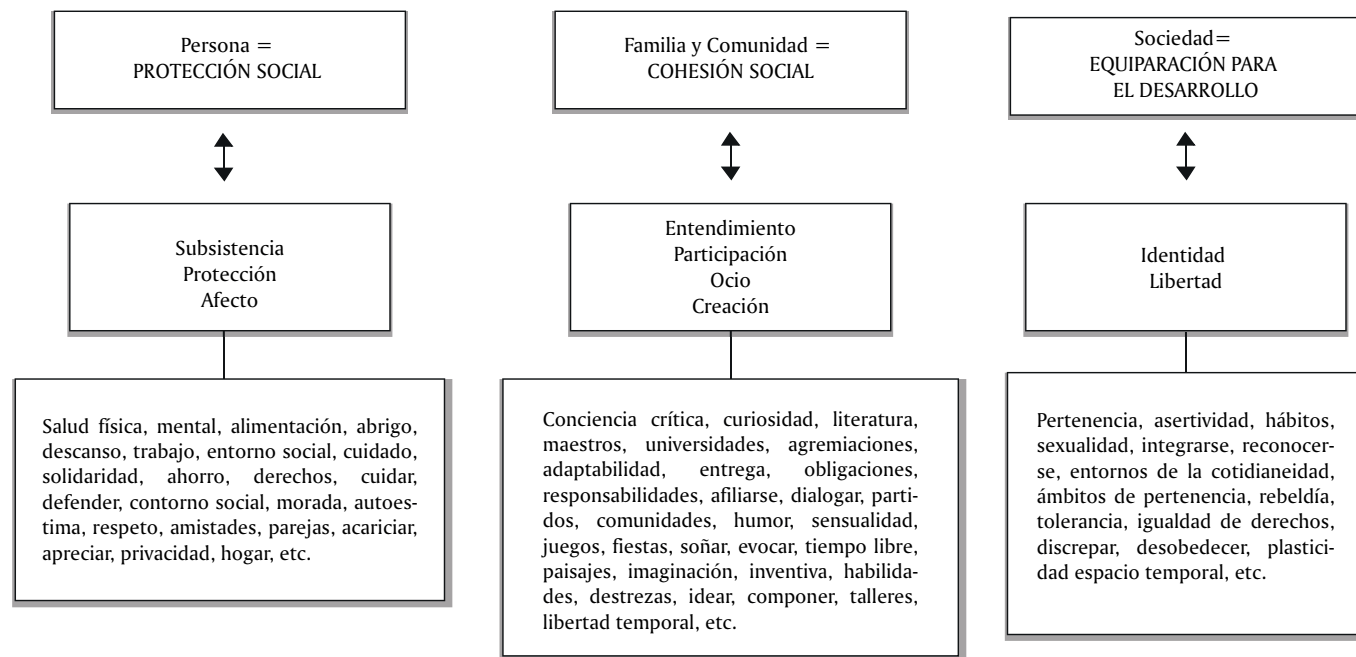 Persona =
PROTECCIÓN SOCIAL
Subsistencia
Protección
Afecto
Salud física, mental, alimentación, abrigo,
descanso, trabajo, entorno social, cuidado,
solidaridad, ahorro, derechos, cuidar,
defender, contorno social, morada, autoes-
tima, respeto, amistades, parejas, acariciar,
apreciar, privacidad, hogar, etc.
Familia y Comunidad =
COHESIÓN SOCIAL
Entendimiento
Participación
Ocio
Creación
Conciencia crítica, curiosidad, literatura,
maestros, universidades, agremiaciones,
adaptabilidad, entrega, obligaciones,
responsabilidades, afiliarse, dialogar, parti-
dos, comunidades, humor, sensualidad,
juegos, fiestas, soñar, evocar, tiempo libre,
paisajes, imaginación, inventiva, habilida-
des, destrezas, idear, componer, talleres,
libertad temporal, etc.
Sociedad=
EQUIPARACIÓN PARA
EL DESARROLLO
Identidad
Libertad
Pertenencia, asertividad, hábitos,
sexualidad, integrarse, reconocer-
se, entornos de la cotidianeidad,
ámbitos de pertenencia, rebeldía,
tolerancia, igualdad de derechos,
discrepar, desobedecer, plastici-
dad espacio temporal, etc.